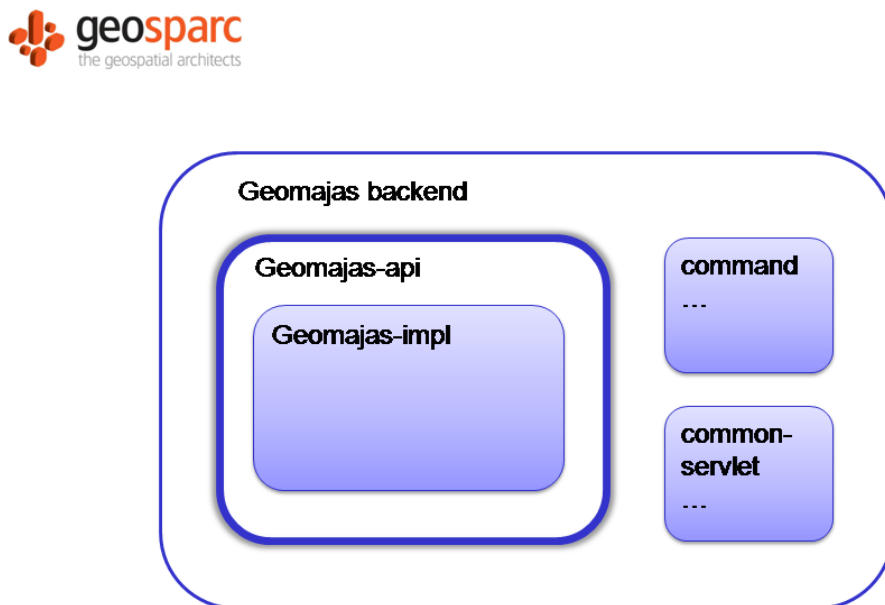 geosparc
the geospatial architects
Geomajas backend
Geomajas-api
Geomajas-impl
command
...
common-
servlet
...